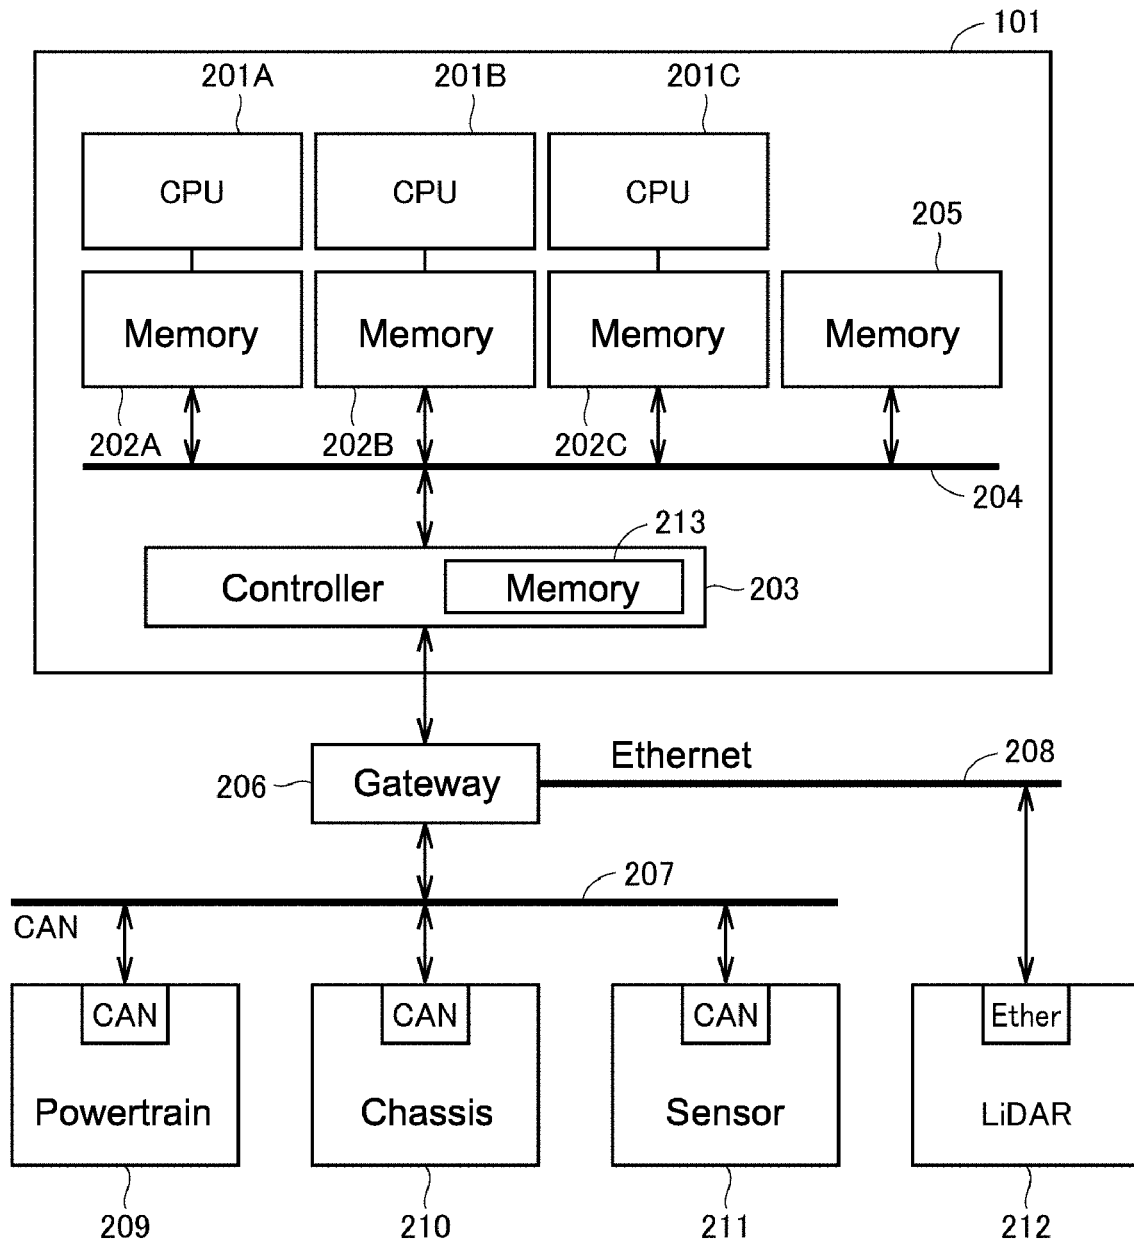 101
201A 201B 201C
CPU CPU CPU
205
Memory Memory Memory Memory
202A 202B 202C
204
213
Controller Memory 203
Ethernet 208
206 Gateway
207
CAN
CAN CAN CAN Ether
Powertrain Chassis Sensor LiDAR
209 210 211 212